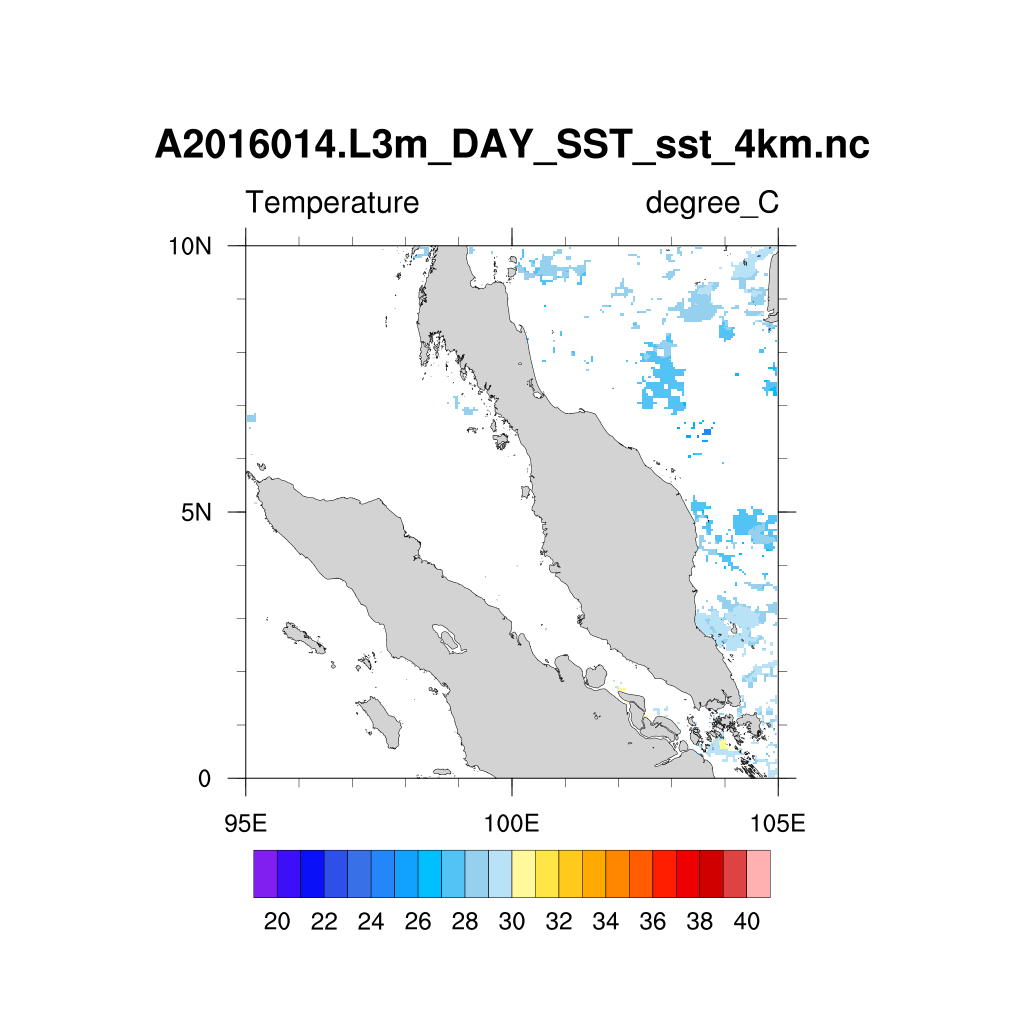 A2016014.L3m_DAY_SST_sst_4km.nc
Temperature degree_C
10N
5N
0
95E 100E 105E
20 22 24 26 28 30 32 34 36 38 40